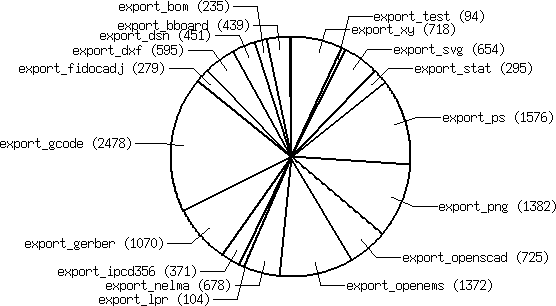 export_bom (235)
export_test (94)
export_bboard (439)
export_xy (718)
export_dsn (451)
export_dxf (595)
export_svg (654)
export_fidocadj (279)
export_stat (295)
export_ps (1576)
export_gcode (2478)
export_png (1382)
export_gerber (1070)
export_openscad (725)
export_ipcd356 (371)
export_nelma (678)
export_openems (1372)
export_lpr (104)